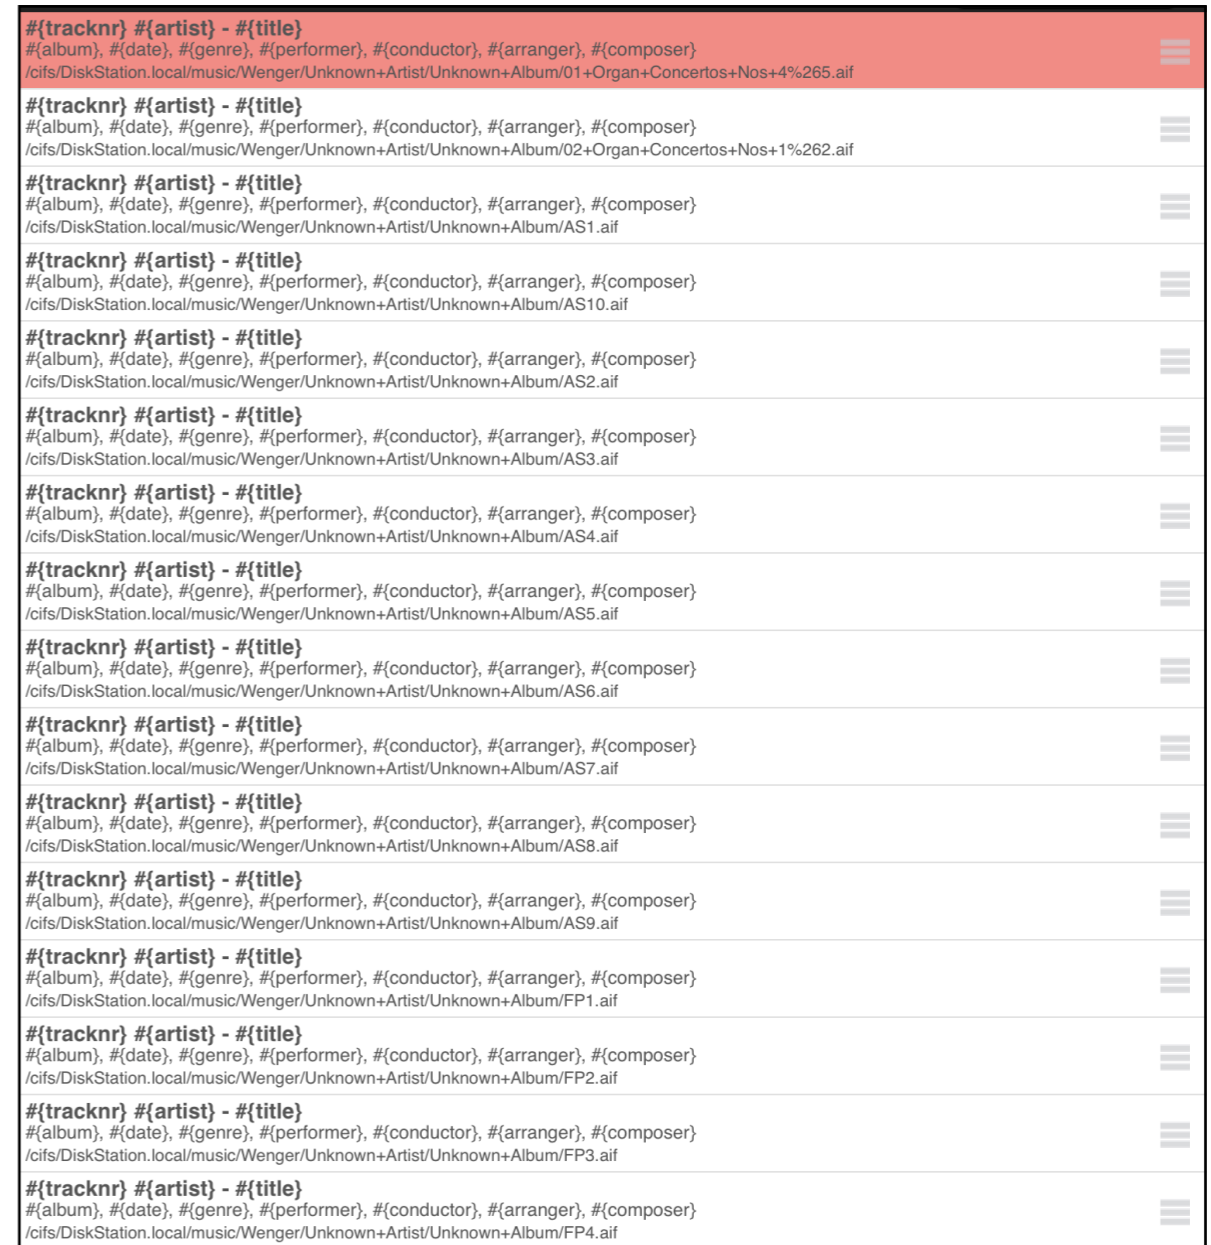 #{tracknr} #{artist} - #{title}
#{album}, #{date}, #{genre}, #{performer}, #{conductor}, #{arranger}, #{composer}
/cifs/DiskStation.local/music/Wenger/Unknown+Artist/Unknown+Album/01+Organ+Concertos+Nos+4%265.aif
#{tracknr} #{artist} - #{title}
#{album}, #{date}, #{genre}, #{performer}, #{conductor}, #{arranger}, #{composer}
/cifs/DiskStation.local/music/Wenger/Unknown+Artist/Unknown+Album/02+Organ+Concertos+Nos+1%262.aif
#{tracknr} #{artist} - #{title}
#{album}, #{date}, #{genre}, #{performer}, #{conductor}, #{arranger}, #{composer}
/cifs/DiskStation.local/music/Wenger/Unknown+Artist/Unknown+Album/AS1.aif
#{tracknr} #{artist} - #{title}
#{album}, #{date}, #{genre}, #{performer}, #{conductor}, #{arranger}, #{composer}
/cifs/DiskStation.local/music/Wenger/Unknown+Artist/Unknown+Album/AS10.aif
#{tracknr} #{artist} - #{title}
#{album}, #{date}, #{genre}, #{performer}, #{conductor}, #{arranger}, #{composer}
/cifs/DiskStation.local/music/Wenger/Unknown+Artist/Unknown+Album/AS2.aif
#{tracknr} #{artist} - #{title}
#{album}, #{date}, #{genre}, #{performer}, #{conductor}, #{arranger}, #{composer}
/cifs/DiskStation.local/music/Wenger/Unknown+Artist/Unknown+Album/AS3.aif
#{tracknr} #{artist} - #{title}
#{album}, #{date}, #{genre}, #{performer}, #{conductor}, #{arranger}, #{composer}
/cifs/DiskStation.local/music/Wenger/Unknown+Artist/Unknown+Album/AS4.aif
#{tracknr} #{artist} - #{title}
#{album}, #{date}, #{genre}, #{performer}, #{conductor}, #{arranger}, #{composer}
/cifs/DiskStation.local/music/Wenger/Unknown+Artist/Unknown+Album/AS5.aif
#{tracknr} #{artist} - #{title}
#{album}, #{date}, #{genre}, #{performer}, #{conductor}, #{arranger}, #{composer}
/cifs/DiskStation.local/music/Wenger/Unknown+Artist/Unknown+Album/AS6.aif
#{tracknr} #{artist} - #{title}
#{album}, #{date}, #{genre}, #{performer}, #{conductor}, #{arranger}, #{composer}
/cifs/DiskStation.local/music/Wenger/Unknown+Artist/Unknown+Album/AS7.aif
#{tracknr} #{artist} - #{title}
#{album}, #{date}, #{genre}, #{performer}, #{conductor}, #{arranger}, #{composer}
/cifs/DiskStation.local/music/Wenger/Unknown+Artist/Unknown+Album/AS8.aif
#{tracknr} #{artist} - #{title}
#{album}, #{date}, #{genre}, #{performer}, #{conductor}, #{arranger}, #{composer}
/cifs/DiskStation.local/music/Wenger/Unknown+Artist/Unknown+Album/AS9.aif
#{tracknr} #{artist} - #{title}
#{album}, #{date}, #{genre}, #{performer}, #{conductor}, #{arranger}, #{composer}
/cifs/DiskStation.local/music/Wenger/Unknown+Artist/Unknown+Album/FP1.aif
#{tracknr} #{artist} - #{title}
#{album}, #{date}, #{genre}, #{performer}, #{conductor}, #{arranger}, #{composer}
/cifs/DiskStation.local/music/Wenger/Unknown+Artist/Unknown+Album/FP2.aif
#{tracknr} #{artist} - #{title}
#{album}, #{date}, #{genre}, #{performer}, #{conductor}, #{arranger}, #{composer}
/cifs/DiskStation.local/music/Wenger/Unknown+Artist/Unknown+Album/FP3.aif
#{tracknr} #{artist} - #{title}
#{album}, #{date}, #{genre}, #{performer}, #{conductor}, #{arranger}, #{composer}
/cifs/DiskStation.local/music/Wenger/Unknown+Artist/Unknown+Album/FP4.aif